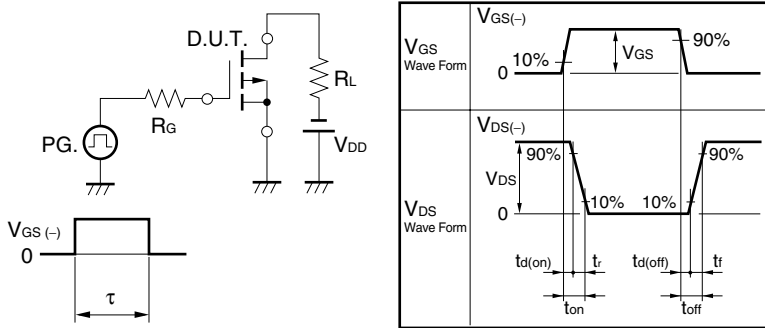 D.U.T.
RL
RG
PG.
VDD
VGS (−)
0
τ
VGS
Wave Form
VGS(−)
10%
VGS
90%
0
VDS
Wave Form
VDS(−)
90%
90%
VDS
10%
10%
0
td(on)
tr
td(off)
tf
ton
toff